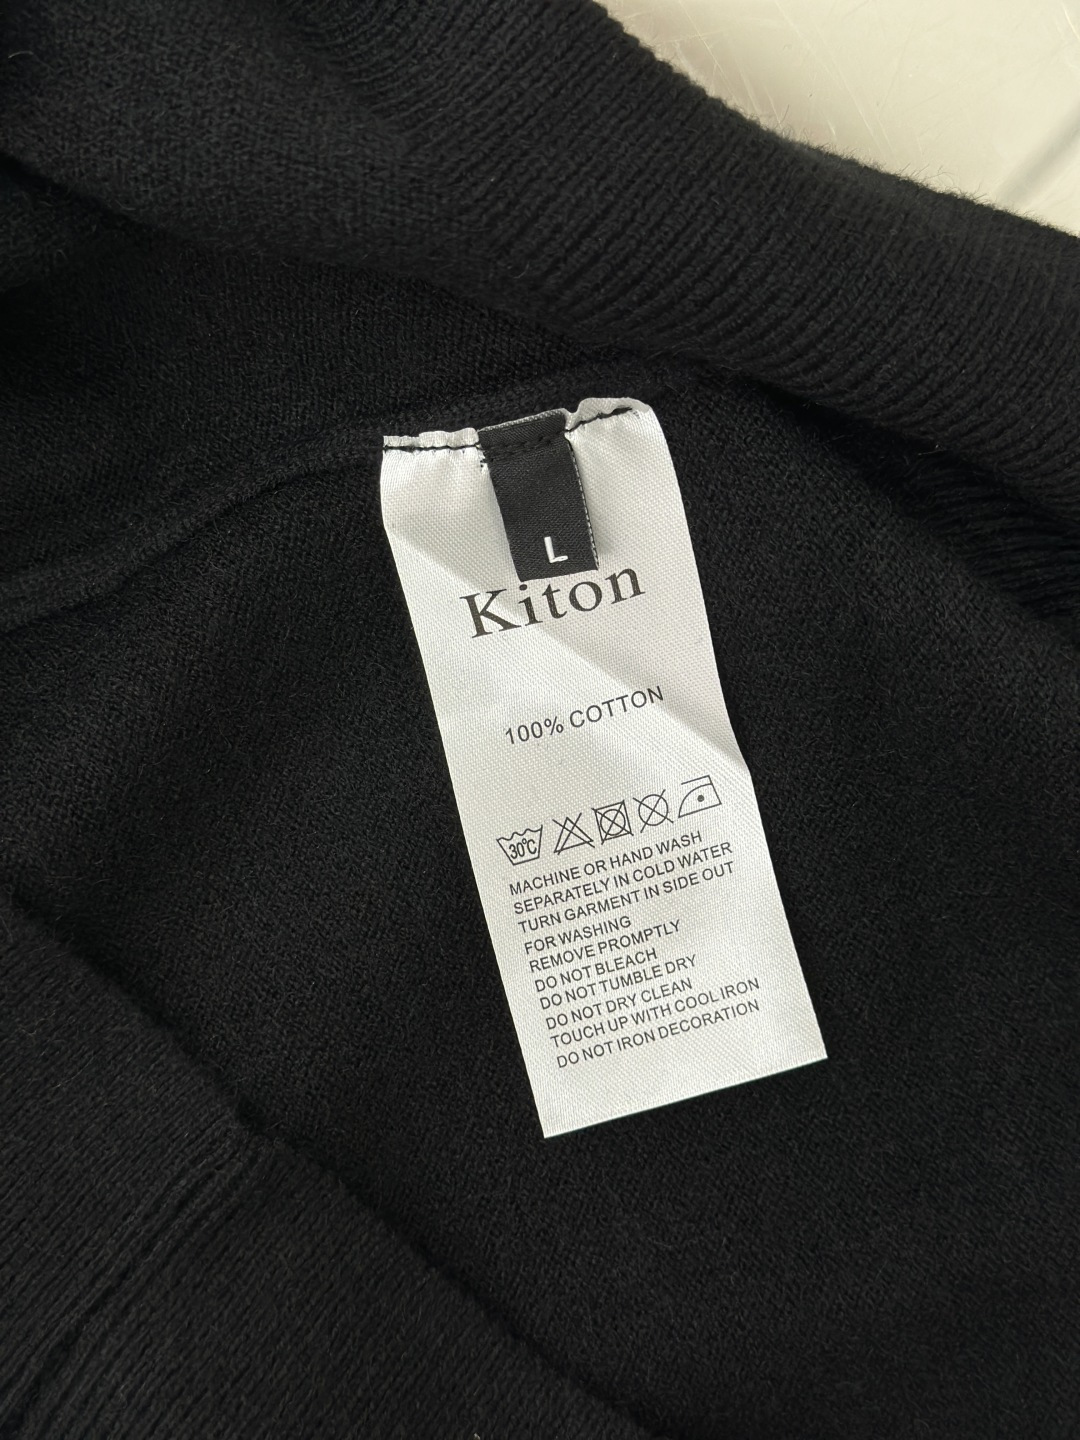 L
Kiton
100% COTTON
30°C
MACHINE OR HAND WASH
SEPARATELY IN COLD WATER
TURN GARMENT IN SIDE OUT
FOR WASHING
REMOVE PROMPTLY
DO NOT BLEACH
DO NOT TUMBLE DRY
DO NOT DRY CLEAN
TOUCH UP WITH COOL IRON
DO NOT IRON DECORATION